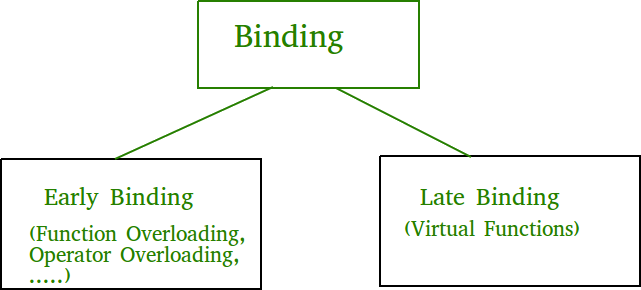 Binding
Early Binding
(Function Overloading,
Operator Overloading,
.....)
Late Binding
(Virtual Functions)